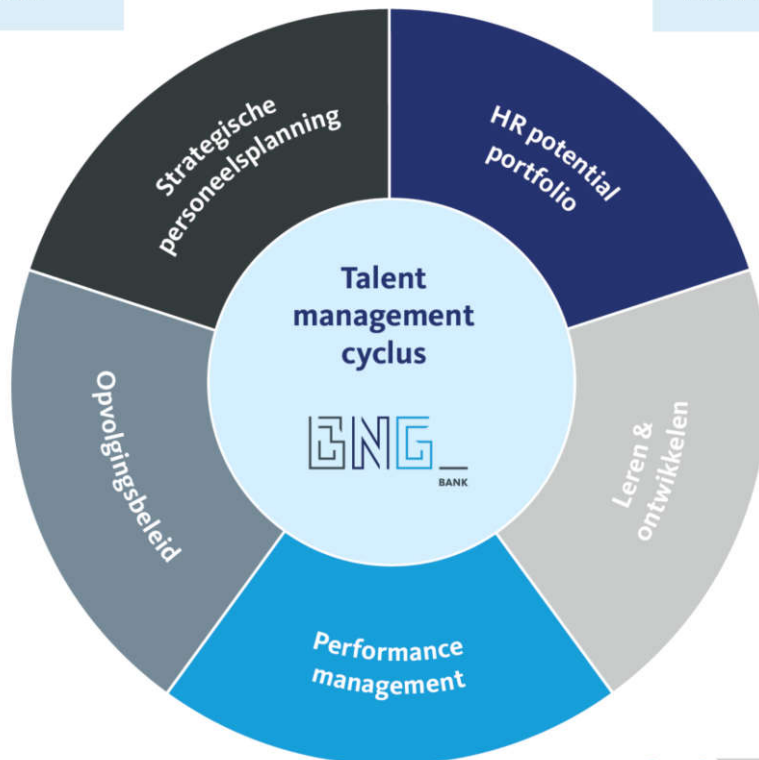 Strategische
personeelsplanning
HR potential
portfolio
Talent
management
cyclus
BNG
BANK
Opvolgingsbeleid
Leren &
ontwikkelen
Performance
management